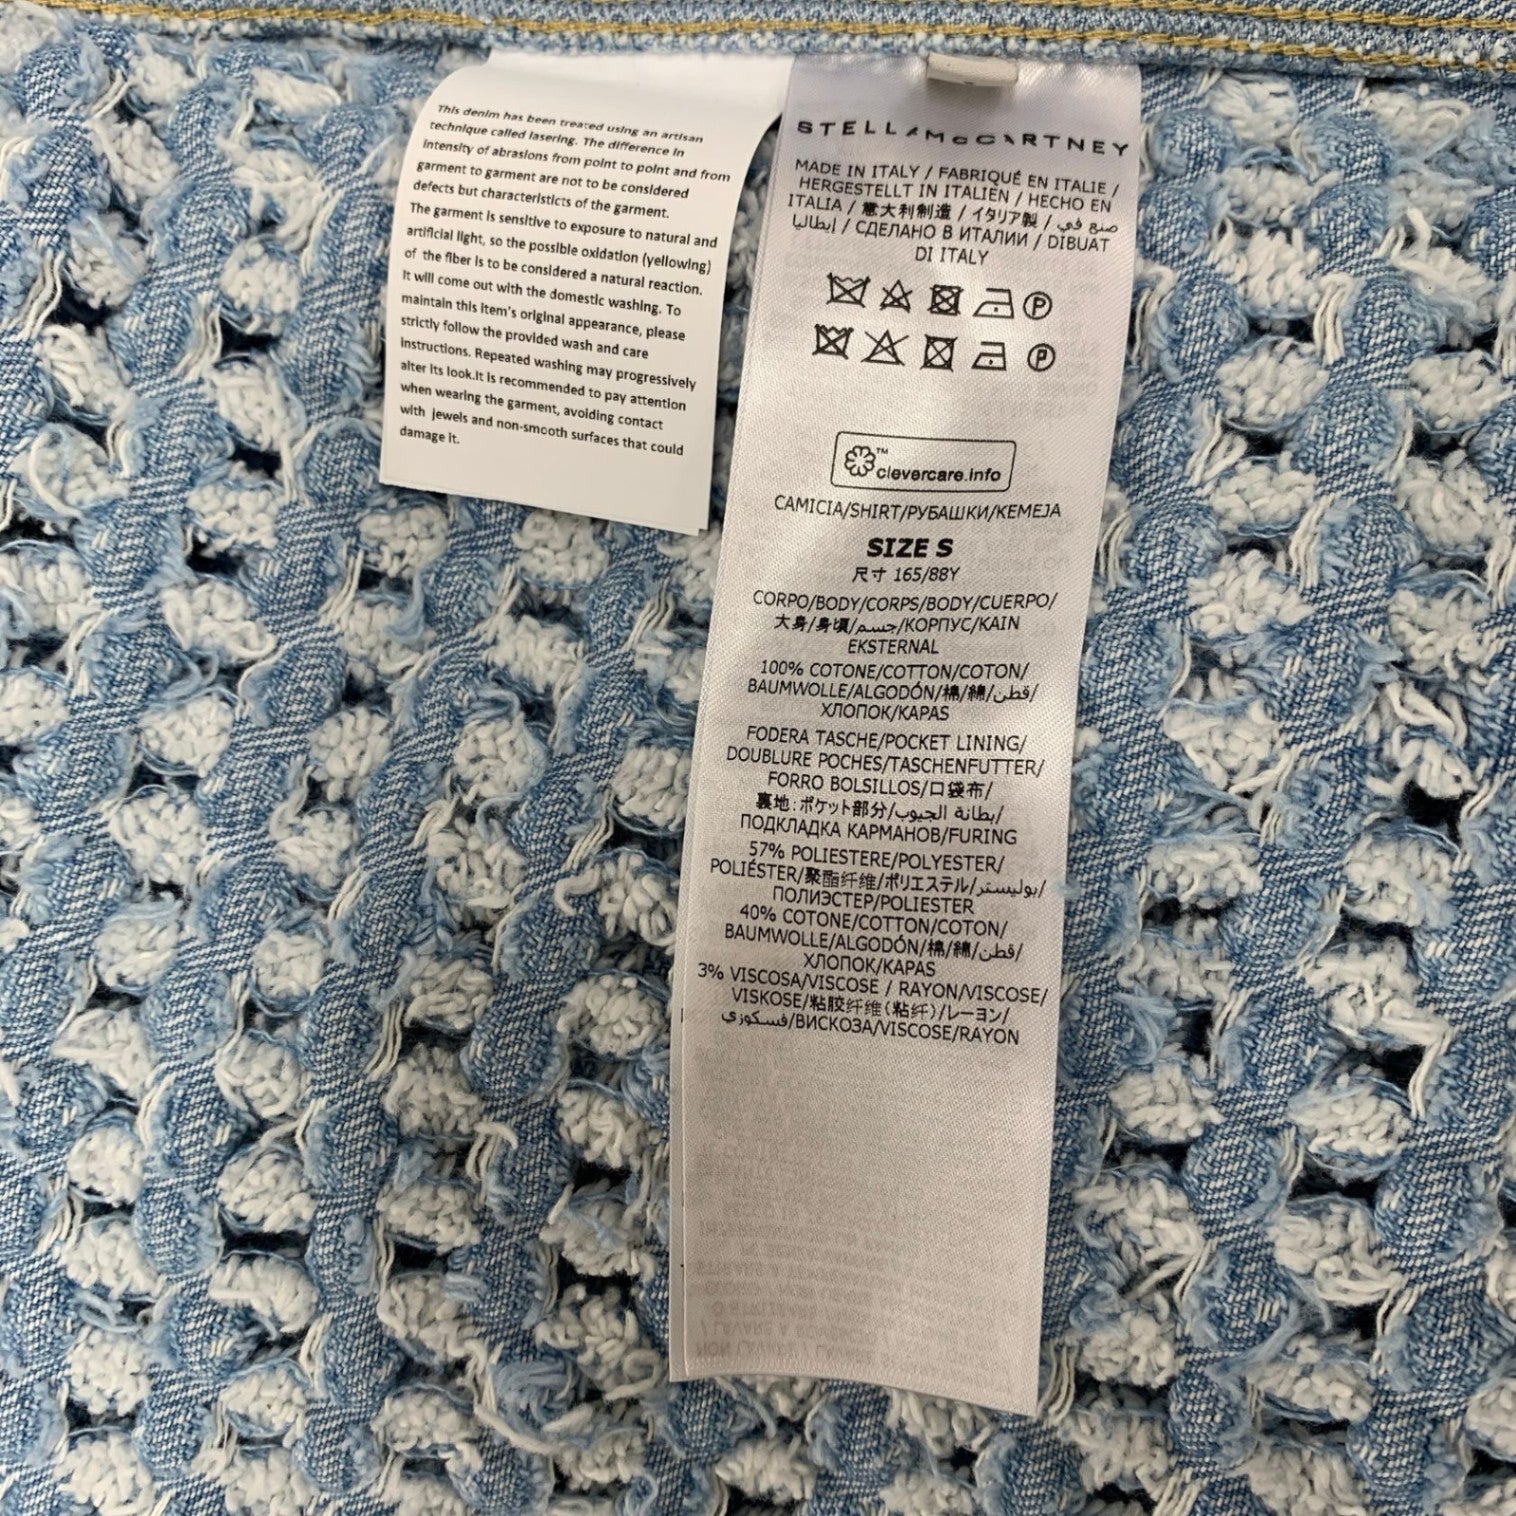 This denim has been treated using an artisan
technique called lasering. The difference in
intensity of abrasions from point to point and from
garment to garment are not to be considered
defects but characteristics of the garment.
The garment is sensitive to exposure to natural and
artificial light, so the possible oxidation (yellowing)
of the fiber is to be considered a natural reaction.
It will come out with the domestic washing. To
maintain this item's original appearance, please
strictly follow the provided wash and care
instructions. Repeated washing may progressively
alter its look.It is recommended to pay attention
when wearing the garment, avoiding contact
with jewels and non-smooth surfaces that could
damage it.
STELLA McCARTNEY
MADE IN ITALY / FABRIQUÉ EN ITALIE /
HERGESTELLT IN ITALIEN / HECHO EN
ITALIA / 意大利制造 / イタリア製 / صنع في
إيطاليا / СДЕЛАНО В ИТАЛИИ / DIBUAT
DI ITALY
P
P
™
clevercare.info
CAMICIA/SHIRT/РУБАШКИ/KEMEJA
SIZE S
尺寸 165/88Y
CORPO/BODY/CORPS/BODY/CUERPO/
大身/身頃/جسم/КОРПУС/KAIN
EKSTERNAL
100% COTONE/COTTON/COTON/
BAUMWOLLE/ALGODÓN/棉/綿/قطن/
ХЛОПОК/KAPAS
FODERA TASCHE/POCKET LINING/
DOUBLURE POCHES/TASCHENFUTTER/
FORRO BOLSILLOS/口袋布/
裏地:ポケット部分/بطانة الجيوب/
ПОДКЛАДКА КАРМАНОВ/FURING
57% POLIESTERE/POLYESTER/
POLIÉSTER/聚酯纤维/ポリエステル/بوليستر/
ПОЛИЭСТЕР/POLIESTER
40% COTONE/COTTON/COTON/
BAUMWOLLE/ALGODÓN/棉/綿/قطن/
ХЛОПОК/KAPAS
3% VISCOSA/VISCOSE / RAYON/VISCOSE/
VISKOSE/粘胶纤维(粘纤)/レーヨン/
فسكوزي/ВИСКОЗА/VISCOSE/RAYON